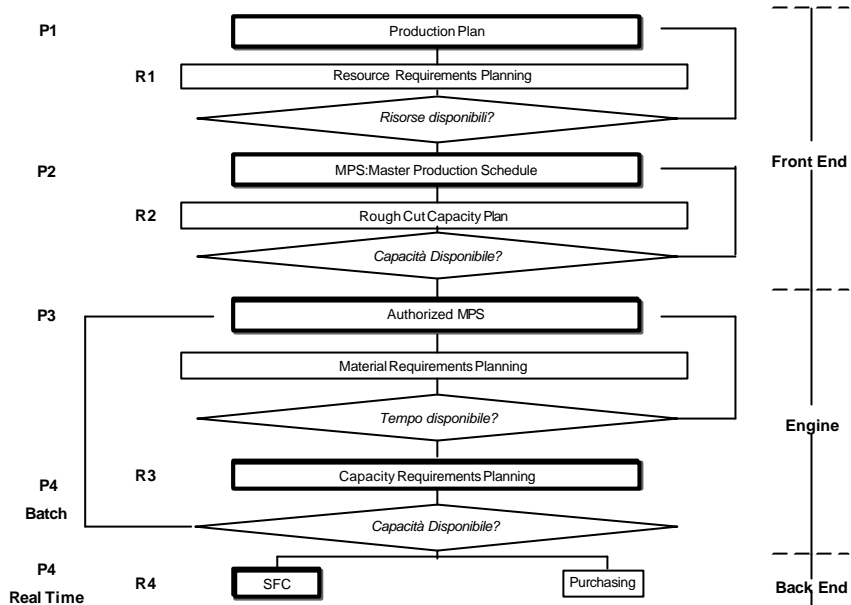 P1
Production Plan
R1
Resource Requirements Planning
Risorse disponibili?
P2
MPS:Master Production Schedule
Front End
R2
Rough Cut Capacity Plan
Capacità Disponibile?
P3
Authorized MPS
Material Requirements Planning
Tempo disponibile?
Engine
R3
Capacity Requirements Planning
P4
Batch
Capacità Disponibile?
P4
Real Time
R4
SFC
Purchasing
Back End